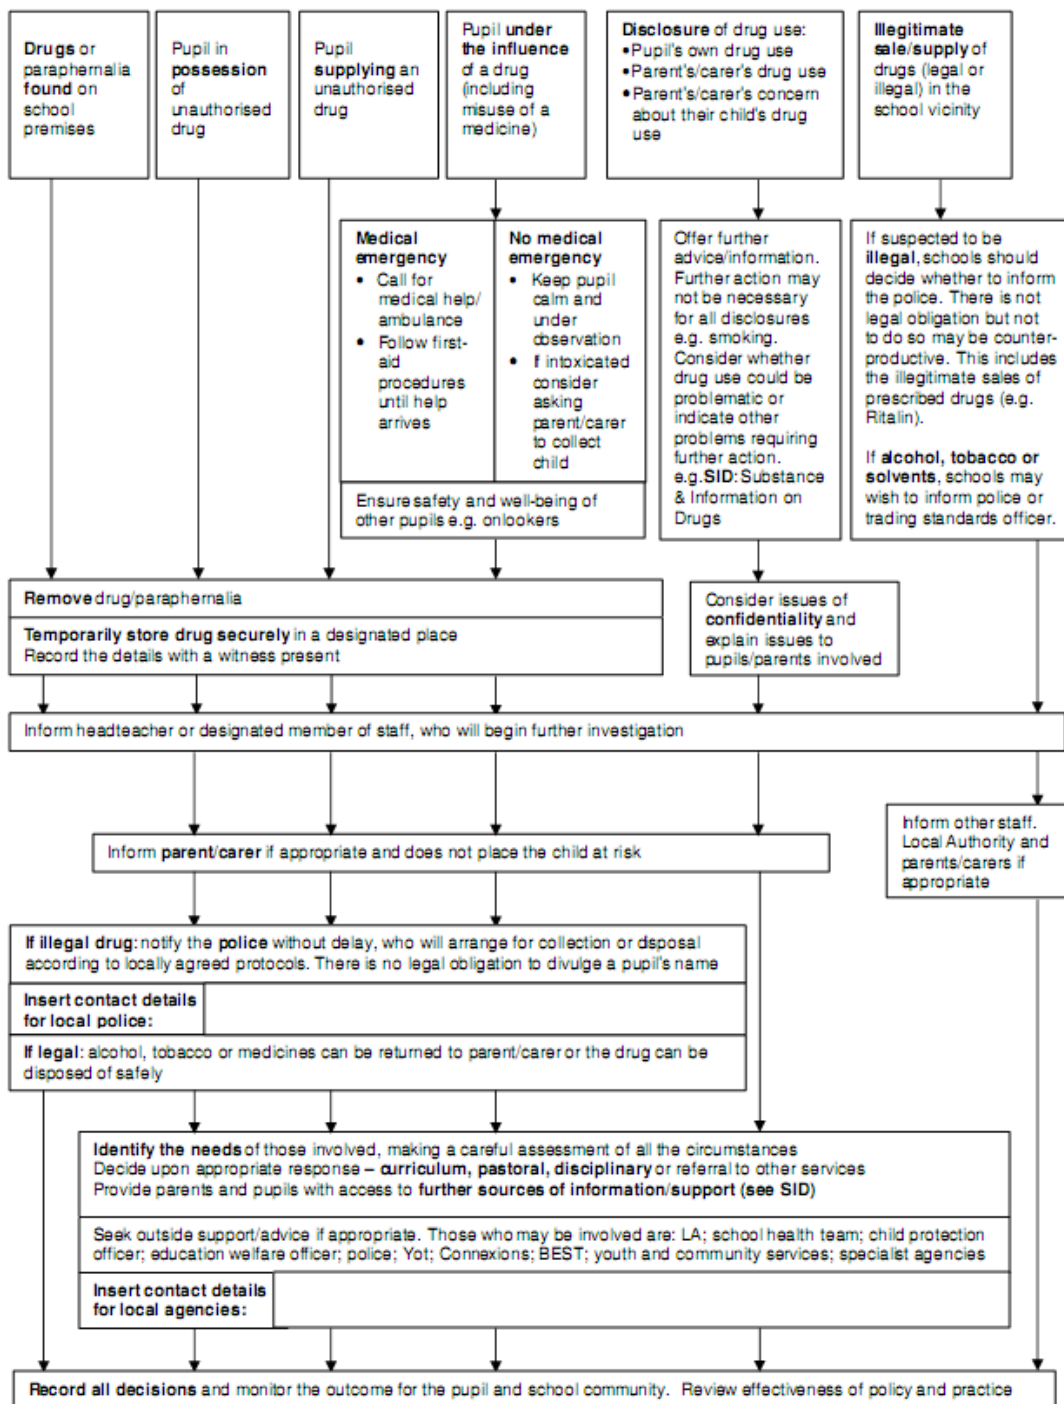 Drugs or
paraphernalia
found on
school
premises
Pupil in
possession
of
unauthorised
drug
Pupil
supplying an
unauthorised
drug
Pupil under
the influence
of a drug
(including
misuse of a
medicine)
Disclosure of drug use:
•Pupil's own drug use
•Parent's/carer's drug use
•Parent's/carer's concern
about their child's drug
use
Illegitimate
sale/supply of
drugs (legal or
illegal) in the
school vicinity
Medical
emergency
• Call for
medical help/
ambulance
• Follow first-
aid
procedures
until help
arrives
No medical
emergency
• Keep pupil
calm and
under
observation
• If intoxicated
consider
asking
parent/carer
to collect
child
Ensure safety and well-being of
other pupils e.g. onlookers
Offer further
advice/information.
Further action may
not be necessary
for all disclosures
e.g. smoking.
Consider whether
drug use could be
problematic or
indicate other
problems requiring
further action.
e.g.SID: Substance
& Information on
Drugs
If suspected to be
illegal, schools should
decide whether to inform
the police. There is not
legal obligation but not
to do so may be counter-
productive. This includes
the illegitimate sales of
prescribed drugs (e.g.
Ritalin).
If alcohol, tobacco or
solvents, schools may
wish to inform police or
trading standards officer.
Remove drug/paraphernalia
Temporarily store drug securely in a designated place
Record the details with a witness present
Consider issues of
confidentiality and
explain issues to
pupils/parents involved
Inform headteacher or designated member of staff, who will begin further investigation
Inform parent/carer if appropriate and does not place the child at risk
Inform other staff.
Local Authority and
parents/carers if
appropriate
If illegal drug: notify the police without delay, who will arrange for collection or disposal
according to locally agreed protocols. There is no legal obligation to divulge a pupil's name
Insert contact details
for local police:
If legal: alcohol, tobacco or medicines can be returned to parent/carer or the drug can be
disposed of safely
Identify the needs of those involved, making a careful assessment of all the circumstances
Decide upon appropriate response – curriculum, pastoral, disciplinary or referral to other services
Provide parents and pupils with access to further sources of information/support (see SID)
Seek outside support/advice if appropriate. Those who may be involved are: LA; school health team; child protection
officer; education welfare officer; police; Yot; Connexions; BEST; youth and community services; specialist agencies
Insert contact details
for local agencies:
Record all decisions and monitor the outcome for the pupil and school community. Review effectiveness of policy and practice